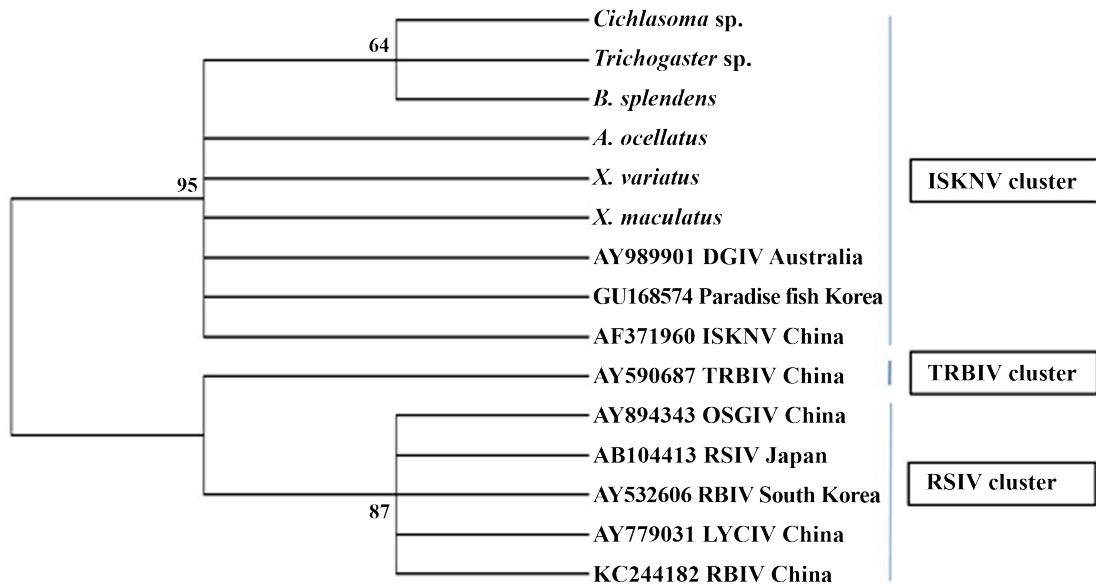 Cichlasoma sp.
64
Trichogaster sp.
B. splendens
A. ocellatus
X. variatus
ISKNV cluster
95
X. maculatus
AY989901 DGIV Australia
GU168574 Paradise fish Korea
AF371960 ISKNV China
AY590687 TRBIV China
TRBIV cluster
AY894343 OSGIV China
AB104413 RSIV Japan
RSIV cluster
AY532606 RBIV South Korea
87
AY779031 LYCIV China
KC244182 RBIV China